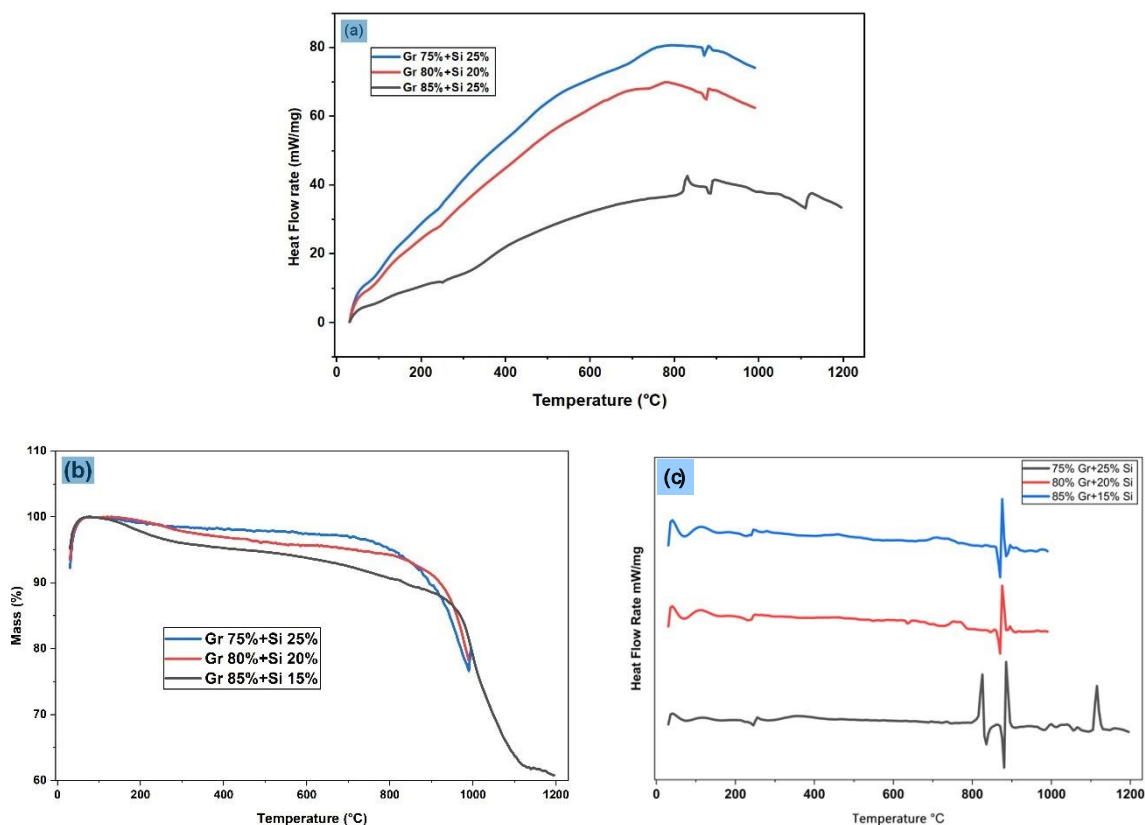 (a)
Gr 75%+Si 25%
Gr 80%+Si 20%
Gr 85%+Si 25%
Heat Flow rate (mW/mg)
80
60
40
20
0
0 200 400 600 800 1000 1200
Temperature (°C)
(b)
Gr 75%+Si 25%
Gr 80%+Si 20%
Gr 85%+Si 15%
Mass (%)
110
100
90
80
70
60
0 200 400 600 800 1000 1200
Temperature (°C)
(c)
75% Gr+25% Si
80% Gr+20% Si
85% Gr+15% Si
Heat Flow Rate mW/mg
0 200 400 600 800 1000 1200
Temperature °C